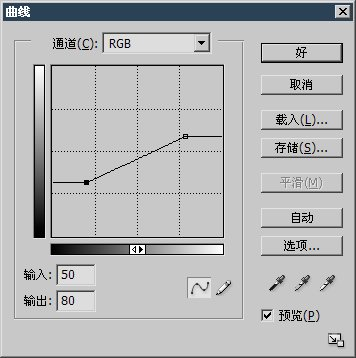 曲线
通道(C): RGB
好
取消
载入(L)...
存储(S)...
平滑(M)
自动
选项...
输入: 50
输出: 80
预览(P)